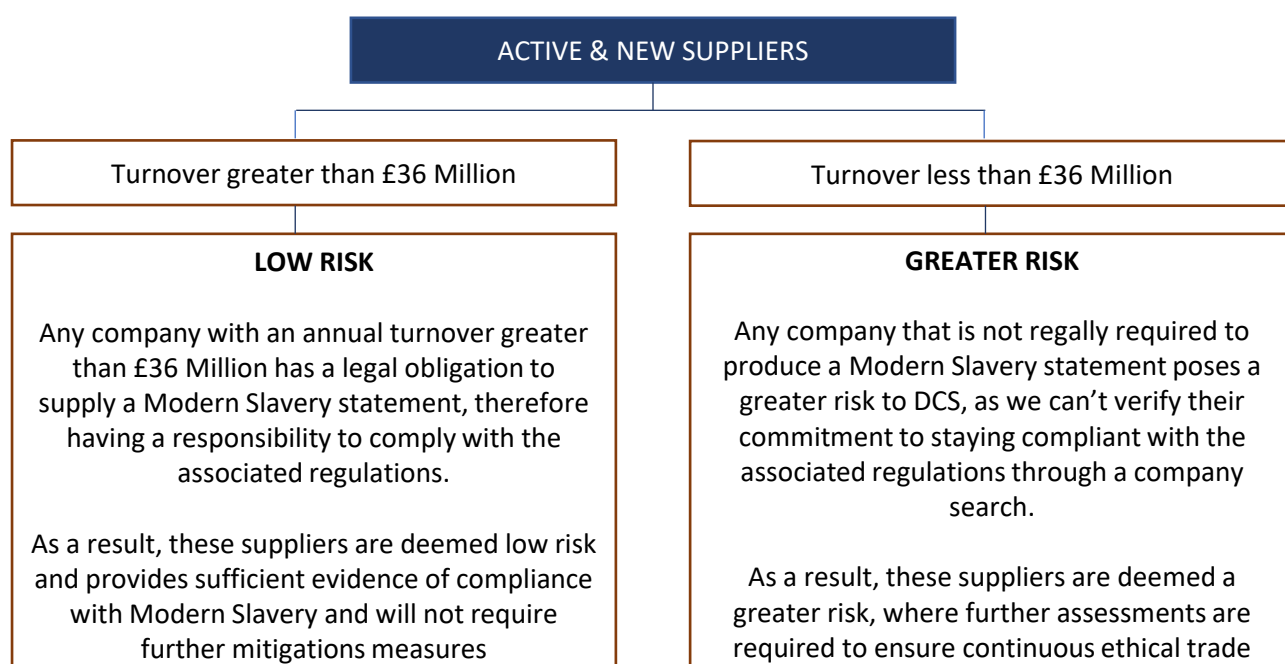 ACTIVE & NEW SUPPLIERS
Turnover greater than £36 Million
Turnover less than £36 Million
LOW RISK
Any company with an annual turnover greater
than £36 Million has a legal obligation to
supply a Modern Slavery statement, therefore
having a responsibility to comply with the
associated regulations.
As a result, these suppliers are deemed low risk
and provides sufficient evidence of compliance
with Modern Slavery and will not require
further mitigations measures
GREATER RISK
Any company that is not regally required to
produce a Modern Slavery statement poses a
greater risk to DCS, as we can’t verify their
commitment to staying compliant with the
associated regulations through a company
search.
As a result, these suppliers are deemed a
greater risk, where further assessments are
required to ensure continuous ethical trade